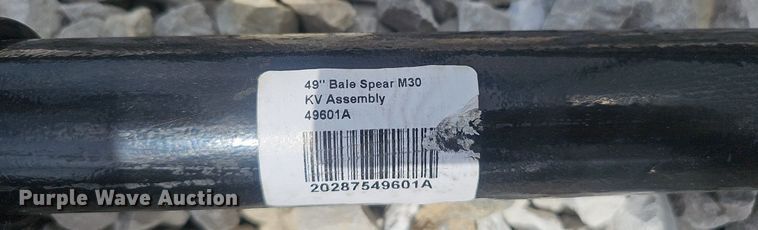 49" Bale Spear M30
KV Assembly
49601A
20287549601A
Purple Wave Auction